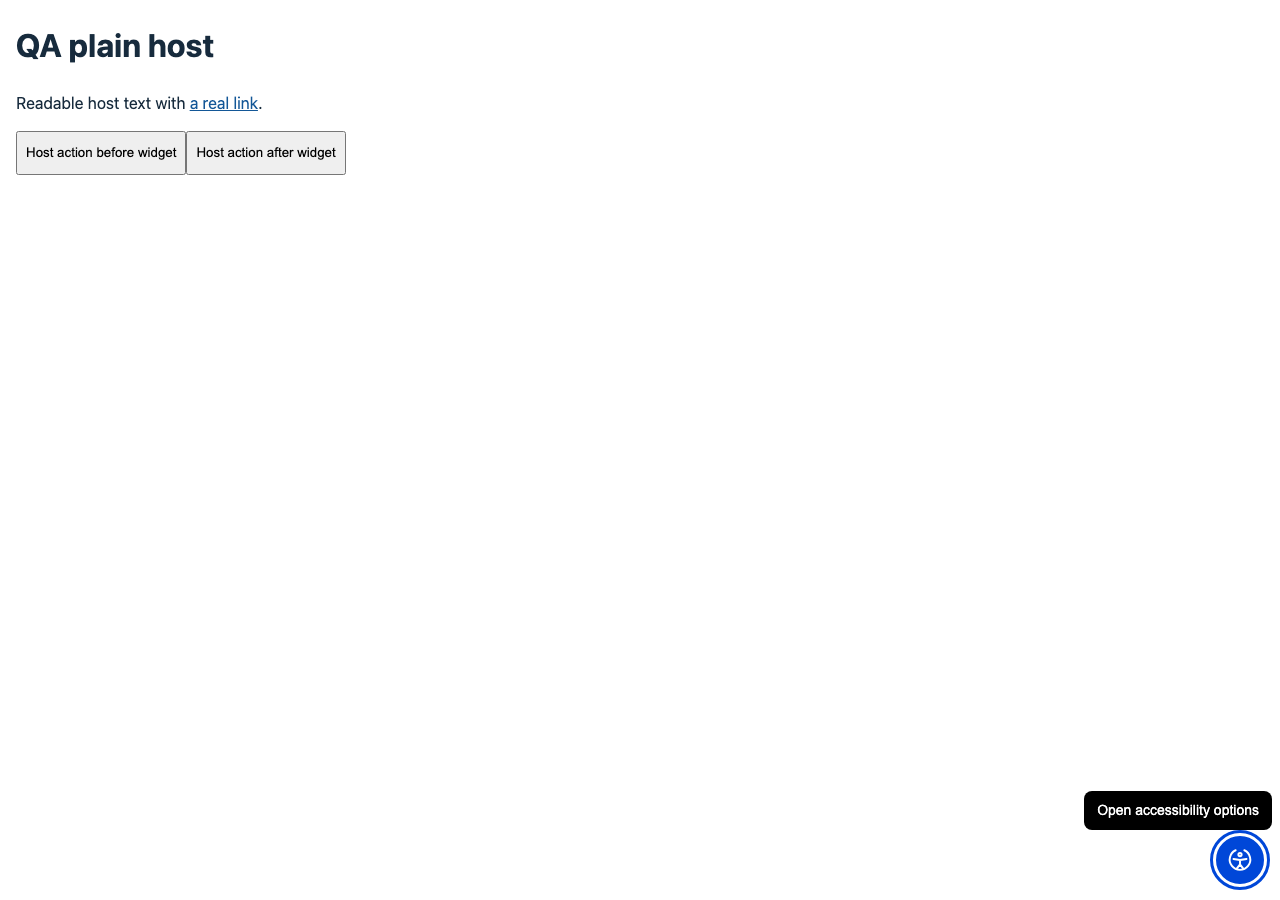 QA plain host
Readable host text with a real link.
Host action before widget Host action after widget
Open accessibility options